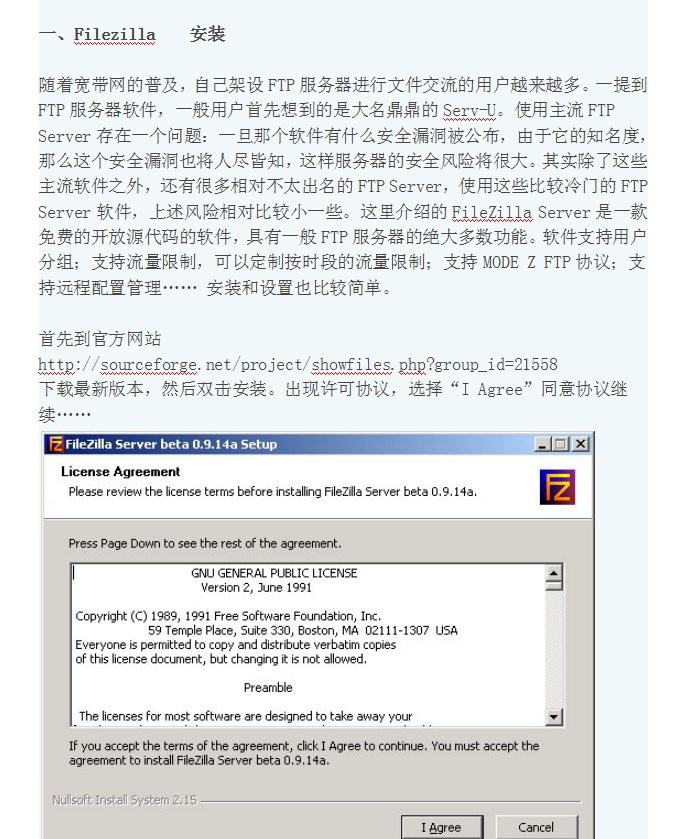 一、Filezilla 安装
随着宽带网的普及，自己架设 FTP 服务器进行文件交流的用户越来越多。一提到
FTP 服务器软件，一般用户首先想到的是大名鼎鼎的 Serv-U。使用主流 FTP
Server 存在一个问题：一旦那个软件有什么安全漏洞被公布，由于它的知名度，
那么这个安全漏洞也将人尽皆知，这样服务器的安全风险将很大。其实除了这些
主流软件之外，还有很多相对不太出名的 FTP Server，使用这些比较冷门的 FTP
Server 软件，上述风险相对比较小一些。这里介绍的 FileZilla Server 是一款
免费的开放源代码的软件，具有一般 FTP 服务器的绝大多数功能。软件支持用户
分组；支持流量限制，可以定制按时段的流量限制；支持 MODE Z FTP 协议；支
持远程配置管理…… 安装和设置也比较简单。
首先到官方网站
http://sourceforge.net/project/showfiles.php?group_id=21558
下载最新版本，然后双击安装。出现许可协议，选择“I Agree”同意协议继
续……
FileZilla Server beta 0.9.14a Setup
License Agreement
Please review the license terms before installing FileZilla Server beta 0.9.14a.
FZ
Press Page Down to see the rest of the agreement.
GNU GENERAL PUBLIC LICENSE
Version 2, June 1991
Copyright (C) 1989, 1991 Free Software Foundation, Inc.
59 Temple Place, Suite 330, Boston, MA 02111-1307 USA
Everyone is permitted to copy and distribute verbatim copies
of this license document, but changing it is not allowed.
Preamble
The licenses for most software are designed to take away your
If you accept the terms of the agreement, click I Agree to continue. You must accept the
agreement to install FileZilla Server beta 0.9.14a.
Nullsoft Install System 2.15
I Agree Cancel